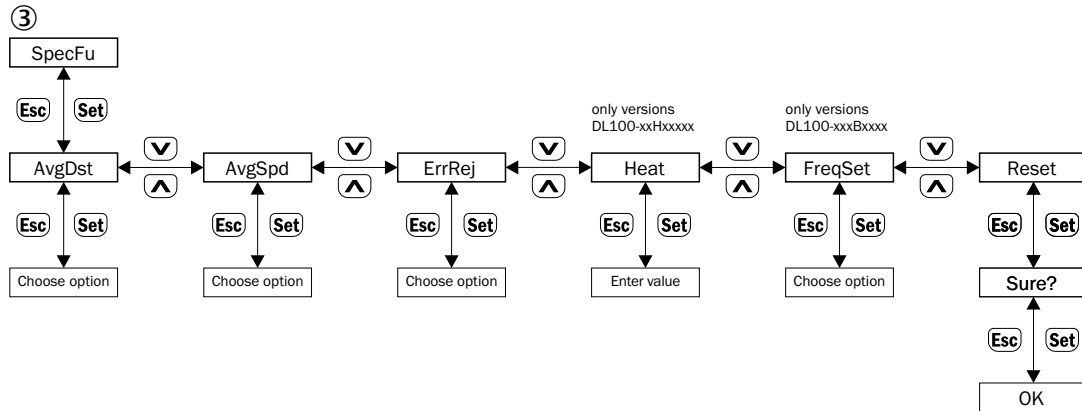 ③
SpecFu
Esc Set
only versions
DL100-xxHxxxxx
only versions
DL100-xxxBxxxx
AvgDst
AvgSpd
ErrRej
Heat
FreqSet
Reset
Esc Set
Esc Set
Esc Set
Esc Set
Esc Set
Esc Set
Choose option
Choose option
Choose option
Enter value
Choose option
Sure?
Esc Set
OK